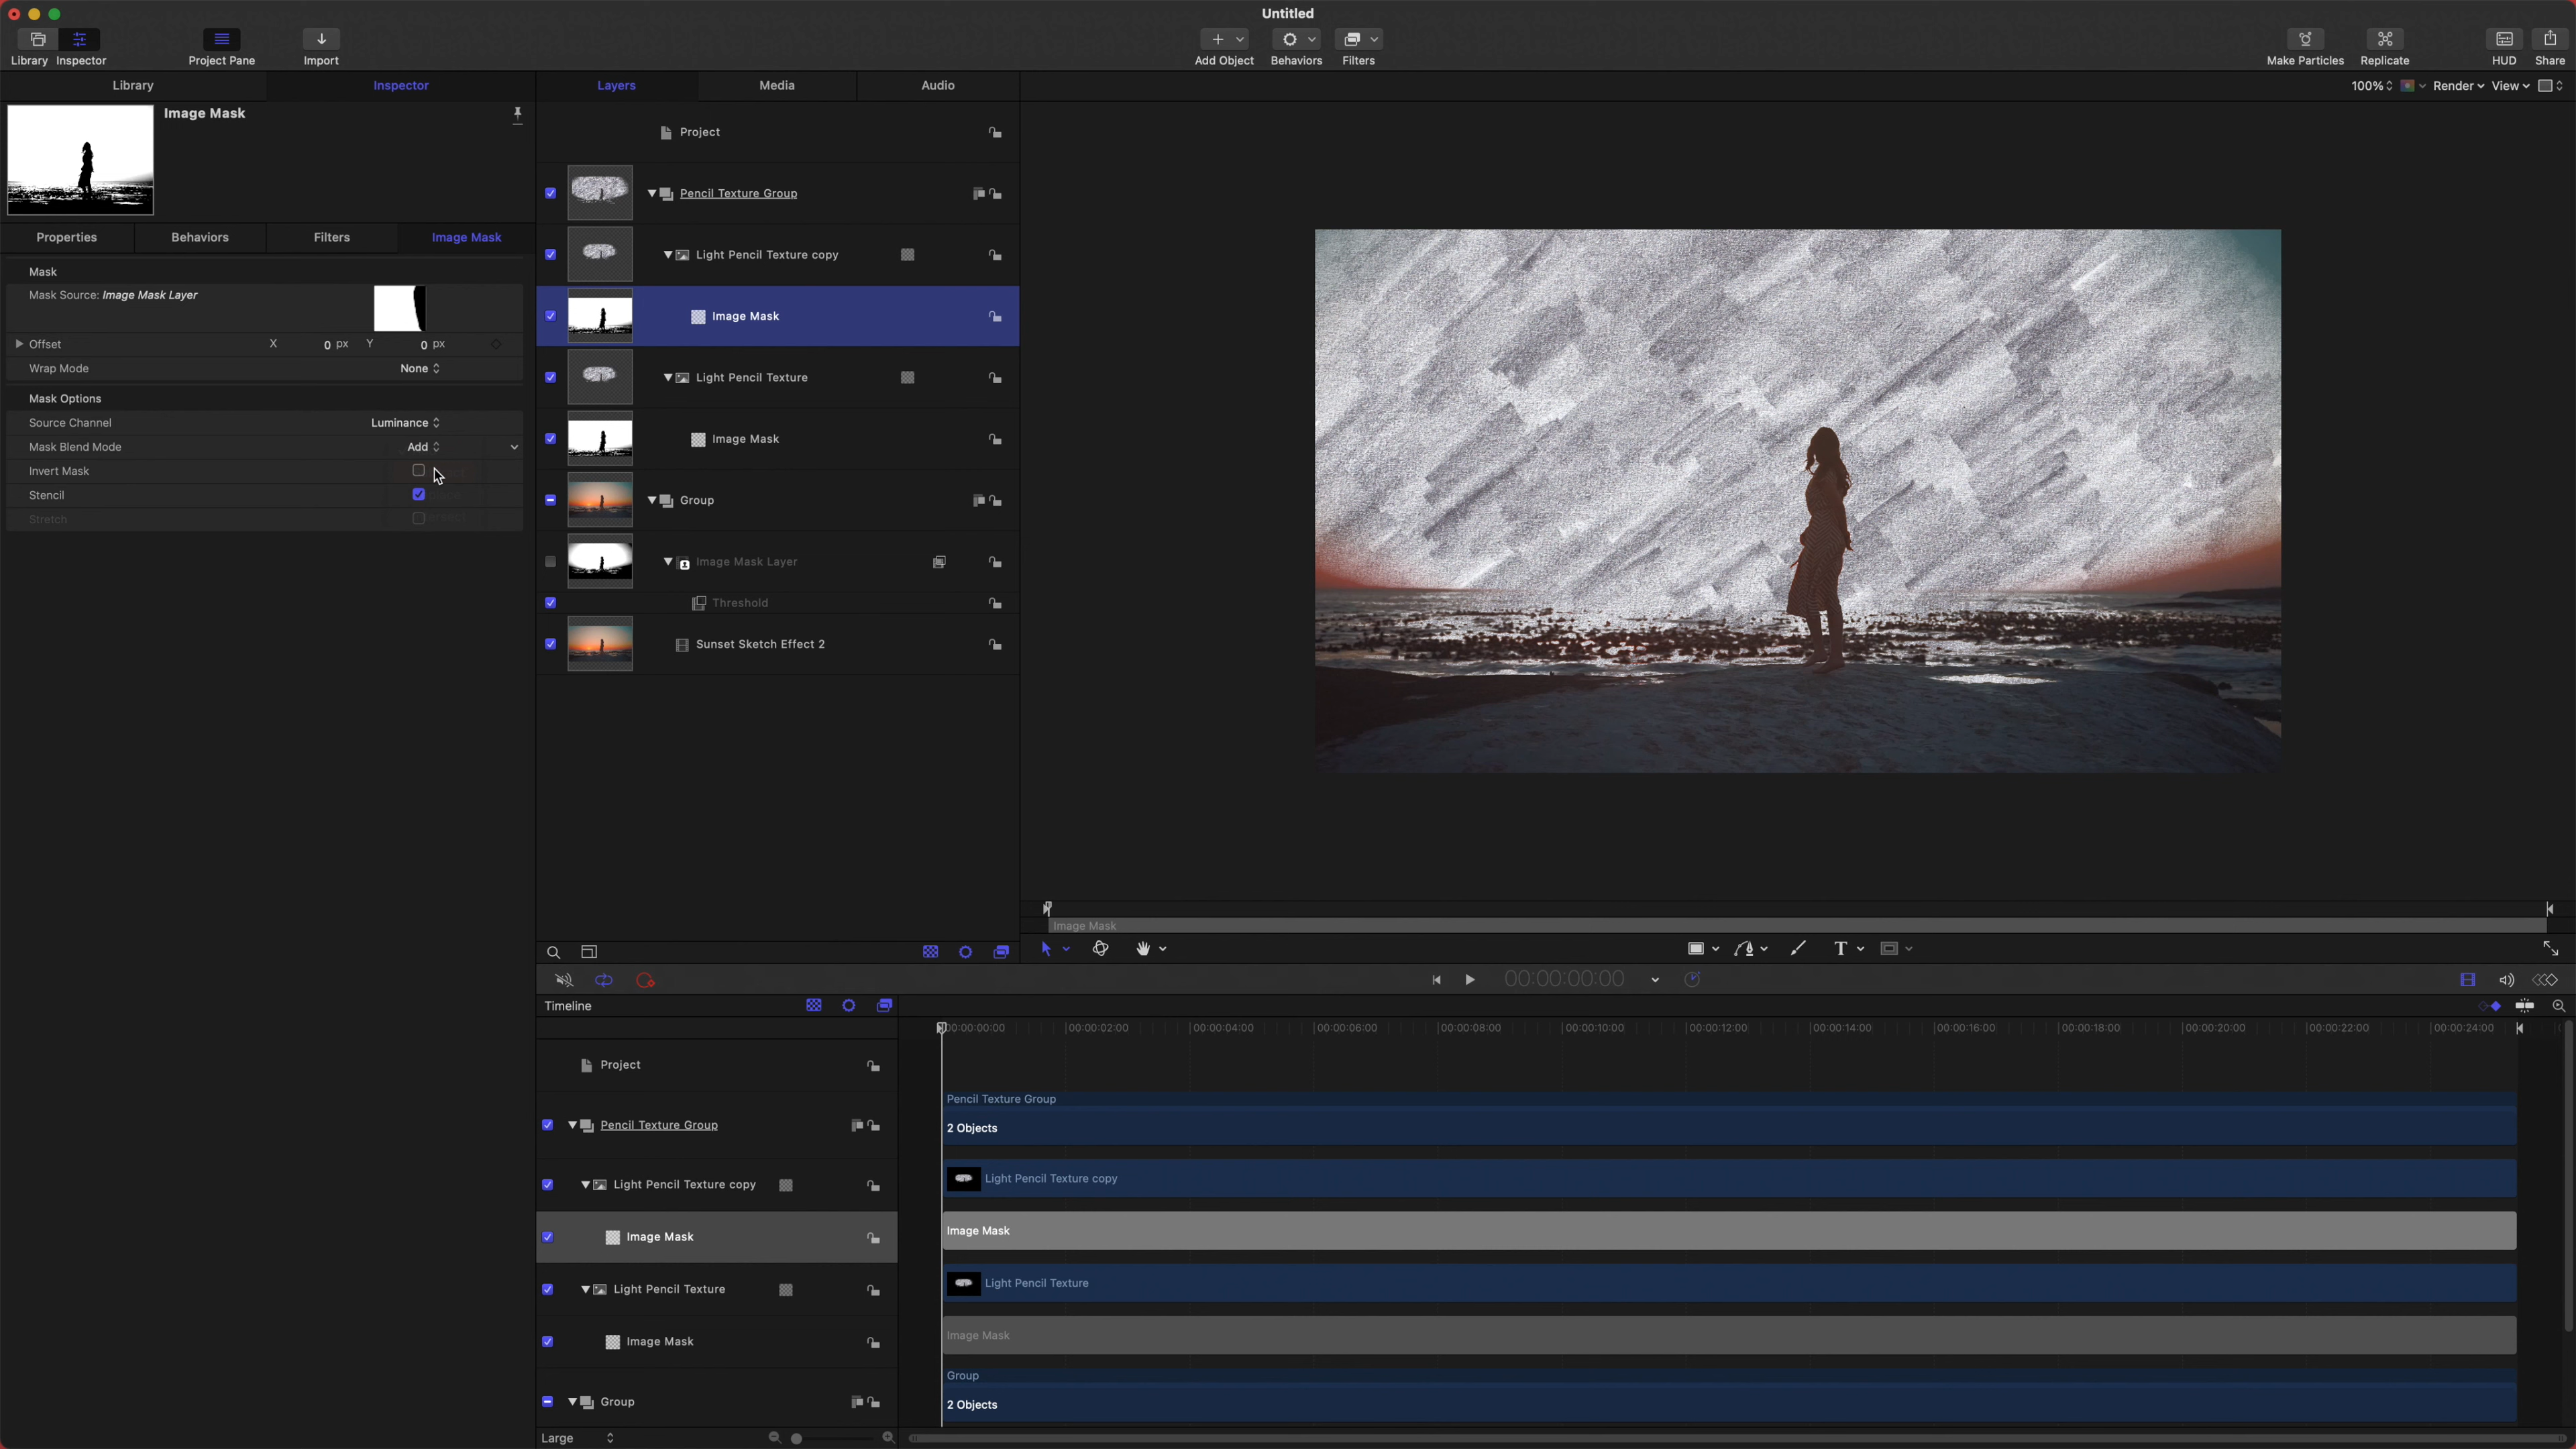 Untitled
Library Inspector Project Pane Import Add Object Behaviors Filters Make Particles Replicate HUD Share
Library Inspector Layers Media Audio 100% Render View
Image Mask
Properties Behaviors Filters Image Mask
Mask
Mask Source: Image Mask Layer
Offset X 0 px Y 0 px
Wrap Mode None
Mask Options
Source Channel Luminance
Mask Blend Mode Add
Invert Mask
Stencil
Stretch
Project
Pencil Texture Group
Light Pencil Texture copy
Image Mask
Light Pencil Texture
Image Mask
Group
Image Mask Layer
Threshold
Sunset Sketch Effect 2
Image Mask
T
00:00:00:00
Timeline
00:00:00:00 00:00:02:00 00:00:04:00 00:00:06:00 00:00:08:00 00:00:10:00 00:00:12:00 00:00:14:00 00:00:16:00 00:00:18:00 00:00:20:00 00:00:22:00 00:00:24:00
Project
Pencil Texture Group
Pencil Texture Group
2 Objects
Light Pencil Texture copy Light Pencil Texture copy
Image Mask Image Mask
Light Pencil Texture Light Pencil Texture
Image Mask Image Mask
Group
Group
2 Objects
Large